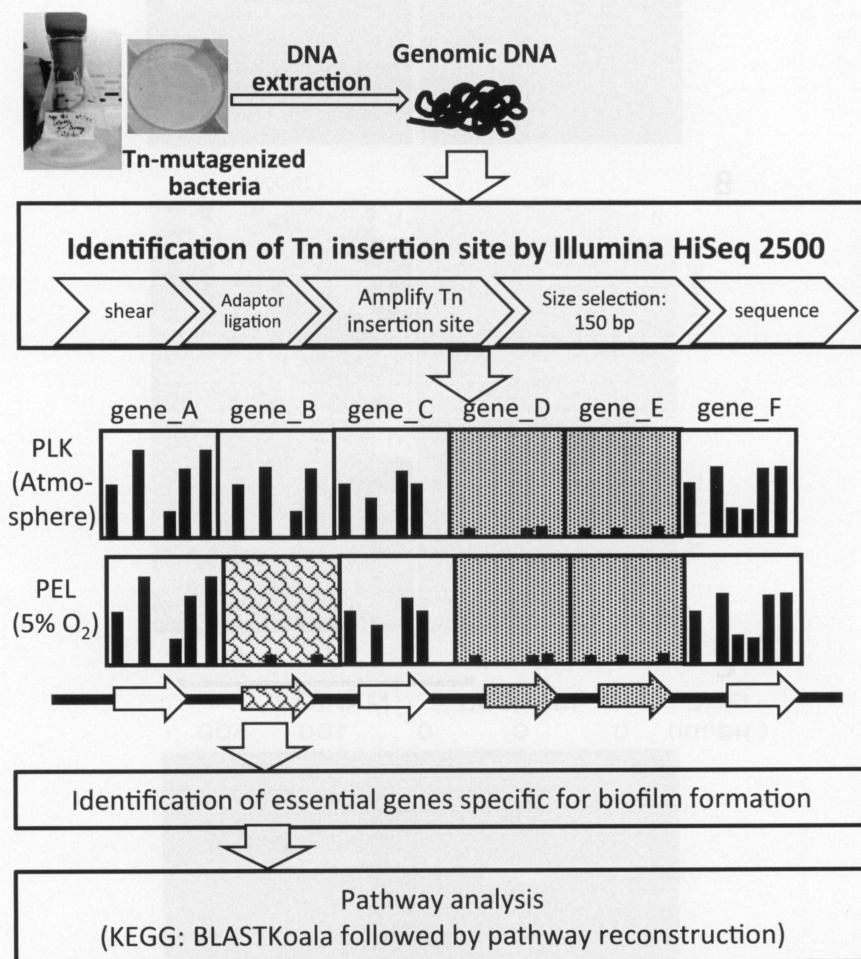 DNA
extraction
Genomic DNA
Tn-mutagenized
bacteria
Identification of Tn insertion site by Illumina HiSeq 2500
shear
Adaptor
ligation
Amplify Tn
insertion site
Size selection:
150 bp
sequence
gene_A gene_B gene_C gene_D gene_E gene_F
PLK
(Atmo-
sphere)
PEL
(5% O₂)
Identification of essential genes specific for biofilm formation
Pathway analysis
(KEGG: BLASTKoala followed by pathway reconstruction)